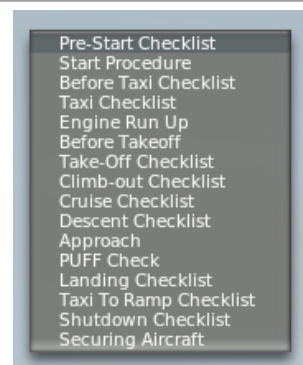 Pre-Start Checklist
Start Procedure
Before Taxi Checklist
Taxi Checklist
Engine Run Up
Before Takeoff
Take-Off Checklist
Climb-out Checklist
Cruise Checklist
Descent Checklist
Approach
PUFF Check
Landing Checklist
Taxi To Ramp Checklist
Shutdown Checklist
Securing Aircraft